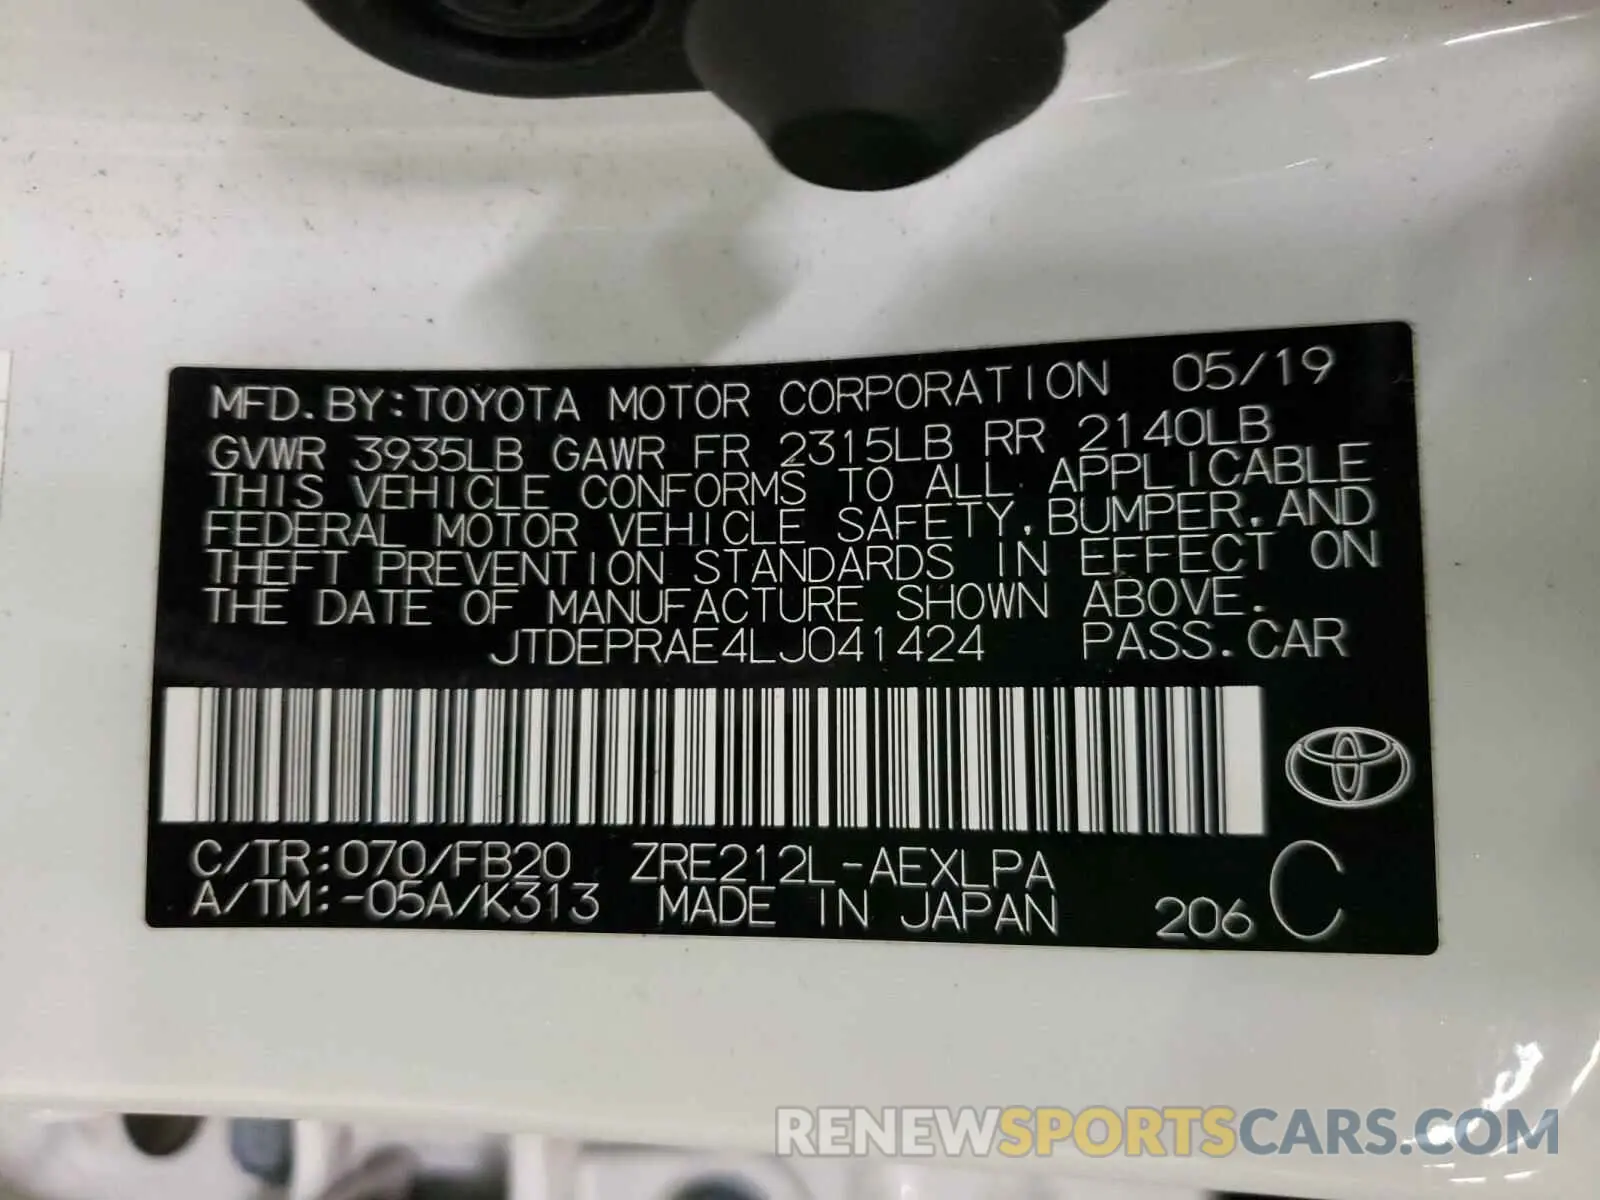 MFD.BY:TOYOTA MOTOR CORPORATION 05/19
GVWR 3935LB GAWR FR 2315LB RR 2140LB
THIS VEHICLE CONFORMS TO ALL APPLICABLE
FEDERAL MOTOR VEHICLE SAFETY,BUMPER,AND
THEFT PREVENTION STANDARDS IN EFFECT ON
THE DATE OF MANUFACTURE SHOWN ABOVE.
JTDEPRAE4LJ041424 PASS.CAR
C/TR:070/FB20 ZRE212L-AEXLPA
A/TM:-05A/K313 MADE IN JAPAN 206 C
RENEWSPORTSCARS.COM